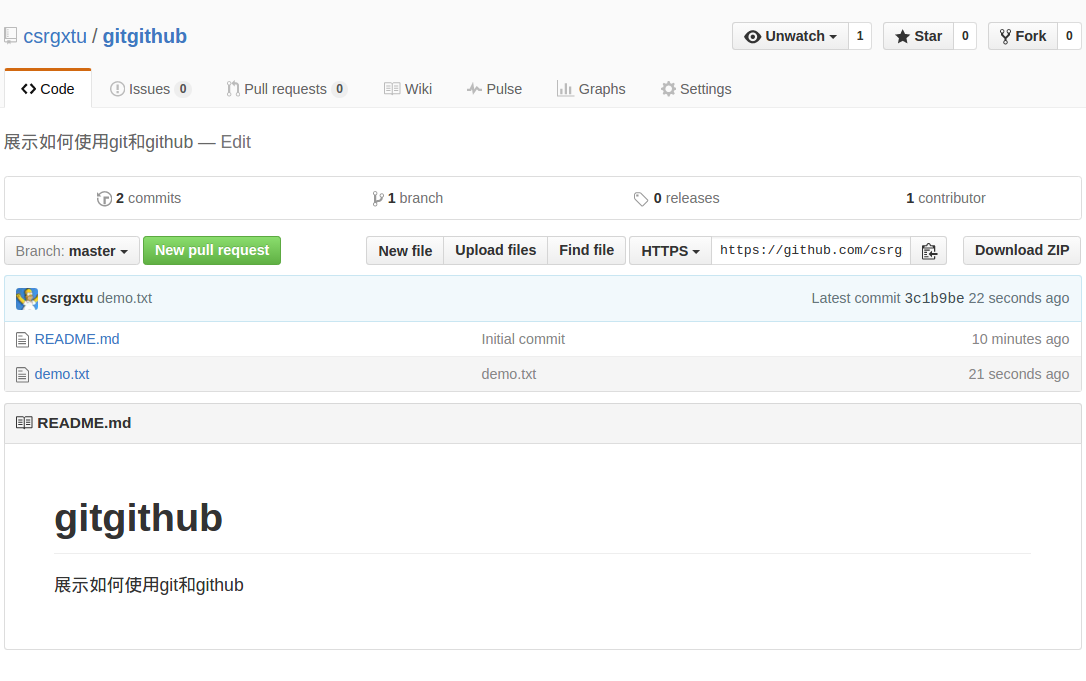 csrgxtu / gitgithub Unwatch 1 Star 0 Fork 0
Code Issues 0 Pull requests 0 Wiki Pulse Graphs Settings
展示如何使用git和github — Edit
2 commits 1 branch 0 releases 1 contributor
Branch: master New pull request New file Upload files Find file HTTPS https://github.com/csrg Download ZIP
csrgxtu demo.txt Latest commit 3c1b9be 22 seconds ago
README.md Initial commit 10 minutes ago
demo.txt demo.txt 21 seconds ago
README.md
gitgithub
展示如何使用git和github